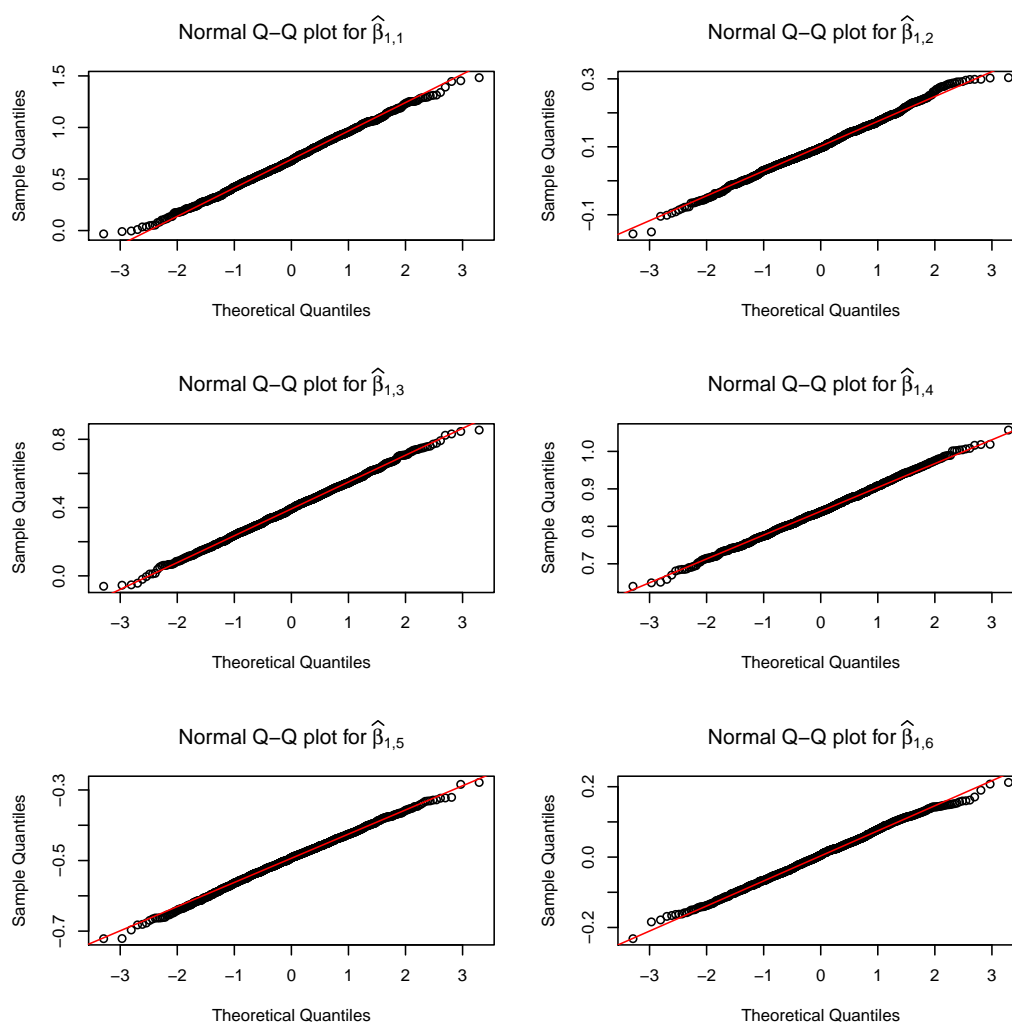 Normal Q−Q plot for β̂1,1
Sample Quantiles
0.0 0.5 1.0 1.5
−3 −2 −1 0 1 2 3
Theoretical Quantiles
Normal Q−Q plot for β̂1,2
Sample Quantiles
−0.1 0.1 0.3
−3 −2 −1 0 1 2 3
Theoretical Quantiles
Normal Q−Q plot for β̂1,3
Sample Quantiles
0.0 0.4 0.8
−3 −2 −1 0 1 2 3
Theoretical Quantiles
Normal Q−Q plot for β̂1,4
Sample Quantiles
0.7 0.8 0.9 1.0
−3 −2 −1 0 1 2 3
Theoretical Quantiles
Normal Q−Q plot for β̂1,5
Sample Quantiles
−0.7 −0.5 −0.3
−3 −2 −1 0 1 2 3
Theoretical Quantiles
Normal Q−Q plot for β̂1,6
Sample Quantiles
−0.2 0.0 0.2
−3 −2 −1 0 1 2 3
Theoretical Quantiles